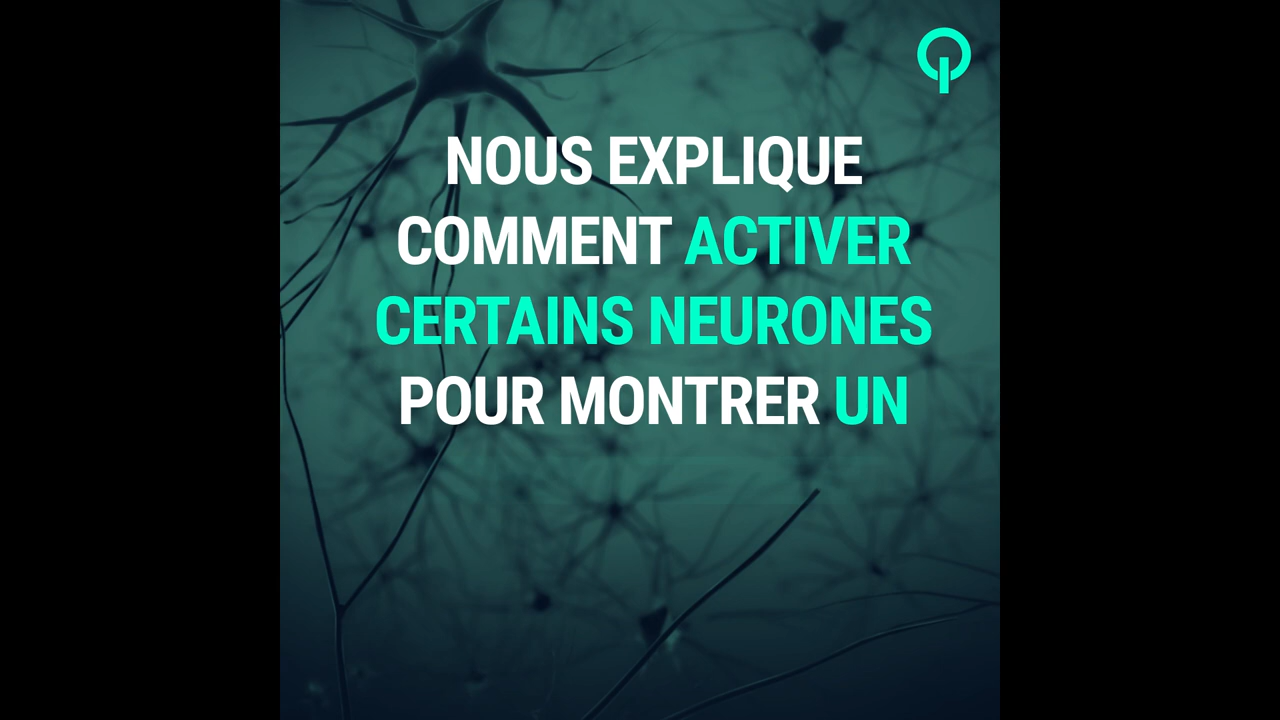 NOUS EXPLIQUE
COMMENT ACTIVER
CERTAINS NEURONES
POUR MONTRER UN